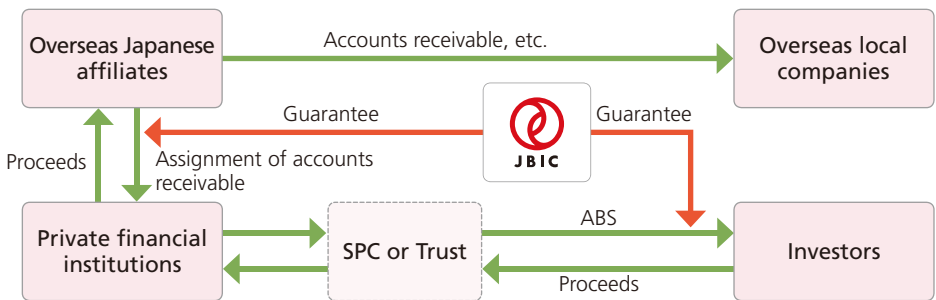 Overseas Japanese
affiliates
Accounts receivable, etc.
Overseas local
companies
Guarantee
JBIC
Guarantee
Proceeds
Assignment of accounts
receivable
Private financial
institutions
SPC or Trust
ABS
Investors
Proceeds